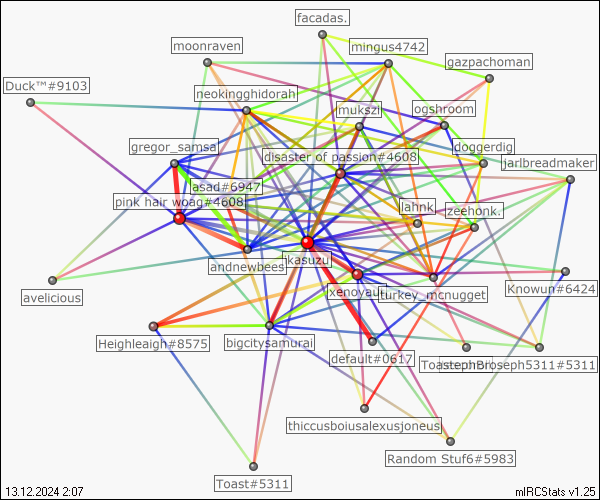 facadas.
moonraven
mingus4742
gazpachoman
Duck™#9103
neokingghidorah
mukszi
ogshroom
gregor_samsa
doggerdig
disaster of passion#4608
jarlbreadmaker
asad#6947
pink hair woag#4608
lahnk
zeehonk.
kasuzu
andnewbees
xenoyau
turkey_mcnugget
Knowun#6424
avelicious
Heighleaigh#8575
bigcitysamurai
default#0617
5311#5311
thiccusboiusalexusjoneus
Random Stuf6#5983
Toast#5311
13.12.2024 2:07
mIRCStats v1.25